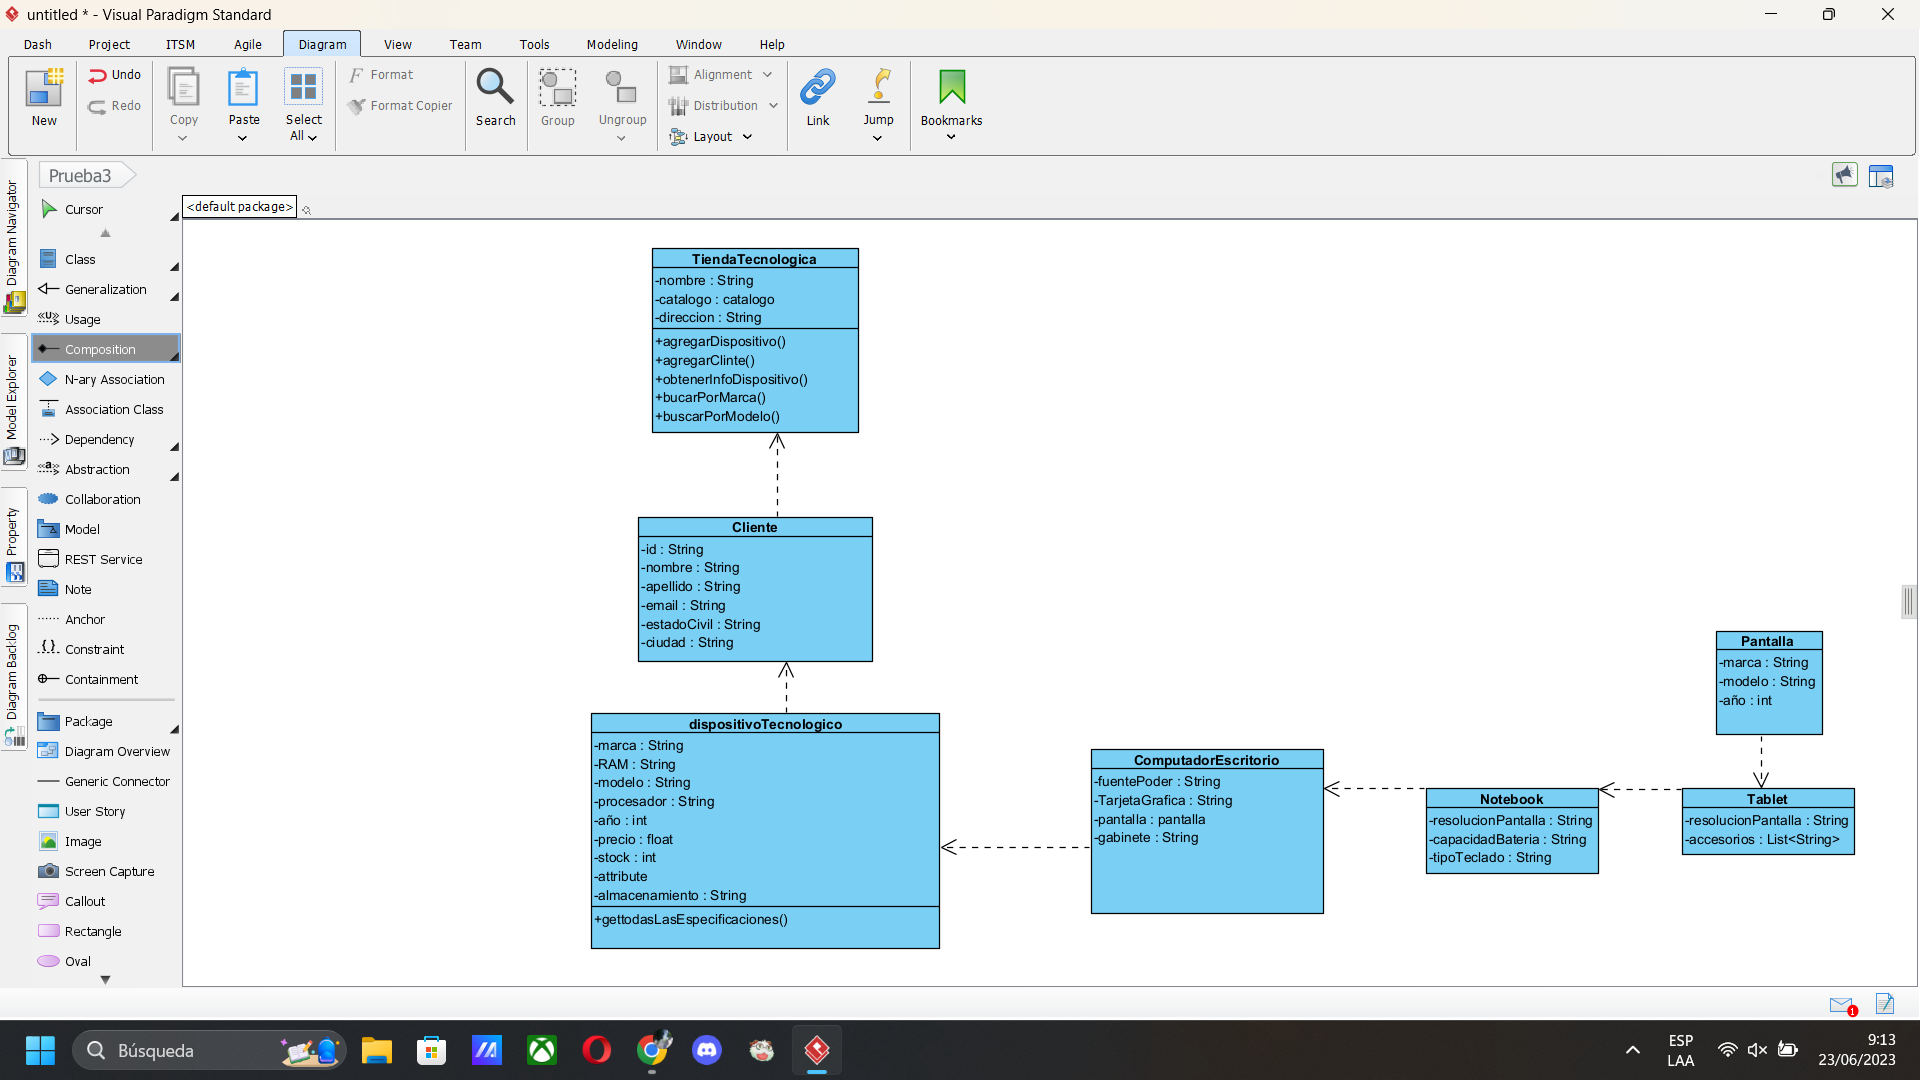 untitled * - Visual Paradigm Standard
Dash Project ITSM Agile Diagram View Team Tools Modeling Window Help
New
Undo
Redo
Copy
Paste
Select
All
Format
Format Copier
Search
Group
Ungroup
Alignment
Distribution
Layout
Link
Jump
Bookmarks
Diagram Navigator
Model Explorer
Property
Diagram Backlog
Prueba3
<default package>
Cursor
Class
Generalization
«U» Usage
Composition
N-ary Association
Association Class
Dependency
«a» Abstraction
Collaboration
Model
REST Service
Note
Anchor
{.} Constraint
Containment
Package
Diagram Overview
Generic Connector
User Story
Image
Screen Capture
Callout
Rectangle
Oval
TiendaTecnologica
-nombre : String
-catalogo : catalogo
-direccion : String
+agregarDispositivo()
+agregarClinte()
+obtenerInfoDispositivo()
+bucarPorMarca()
+buscarPorModelo()
Cliente
-id : String
-nombre : String
-apellido : String
-email : String
-estadoCivil : String
-ciudad : String
dispositivoTecnologico
-marca : String
-RAM : String
-modelo : String
-procesador : String
-año : int
-precio : float
-stock : int
-attribute
-almacenamiento : String
+gettodasLasEspecificaciones()
ComputadorEscritorio
-fuentePoder : String
-TarjetaGrafica : String
-pantalla : pantalla
-gabinete : String
Notebook
-resolucionPantalla : String
-capacidadBateria : String
-tipoTeclado : String
Pantalla
-marca : String
-modelo : String
-año : int
Tablet
-resolucionPantalla : String
-accesorios : List<String>
1
Búsqueda
ESP
LAA
9:13
23/06/2023